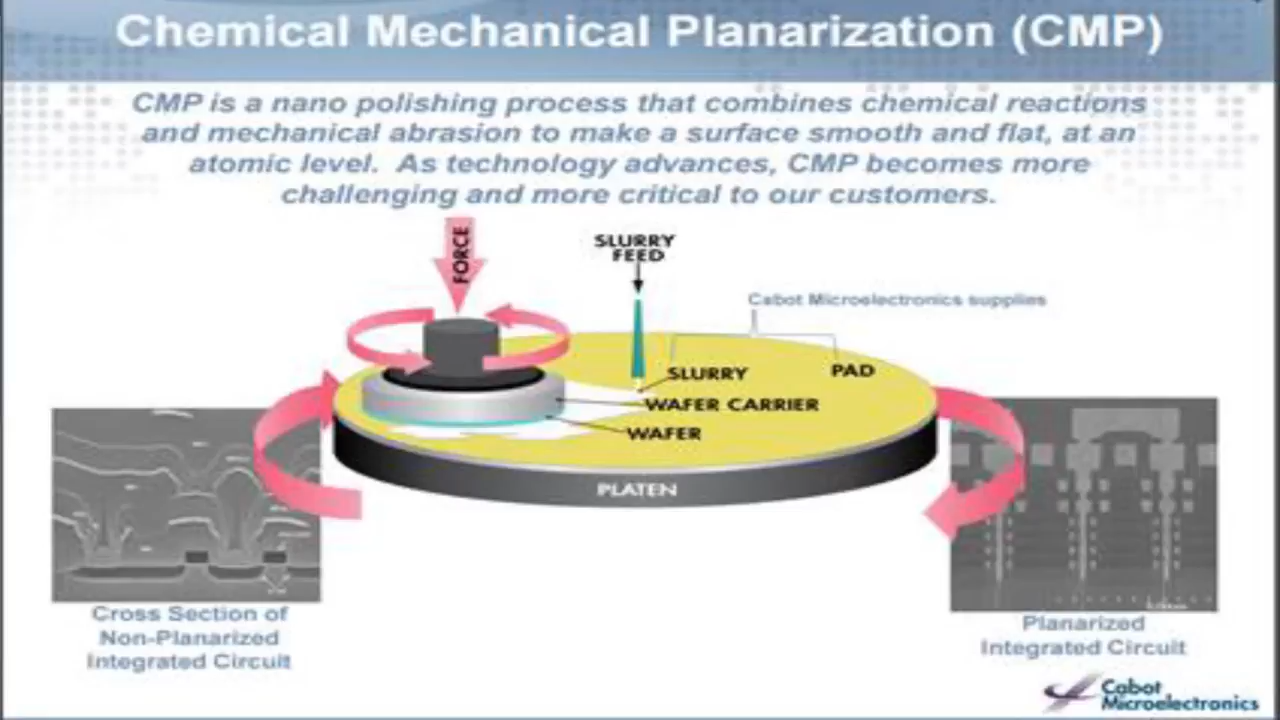 Chemical Mechanical Planarization (CMP)
CMP is a nano polishing process that combines chemical reactions
and mechanical abrasion to make a surface smooth and flat, at an
atomic level. As technology advances, CMP becomes more
challenging and more critical to our customers.
FORCE
SLURRY
FEED
Cabot Microelectronics supplies
SLURRY
PAD
WAFER CARRIER
WAFER
PLATEN
Cross Section of
Non-Planarized
Integrated Circuit
Planarized
Integrated Circuit
Cabot
Microelectronics